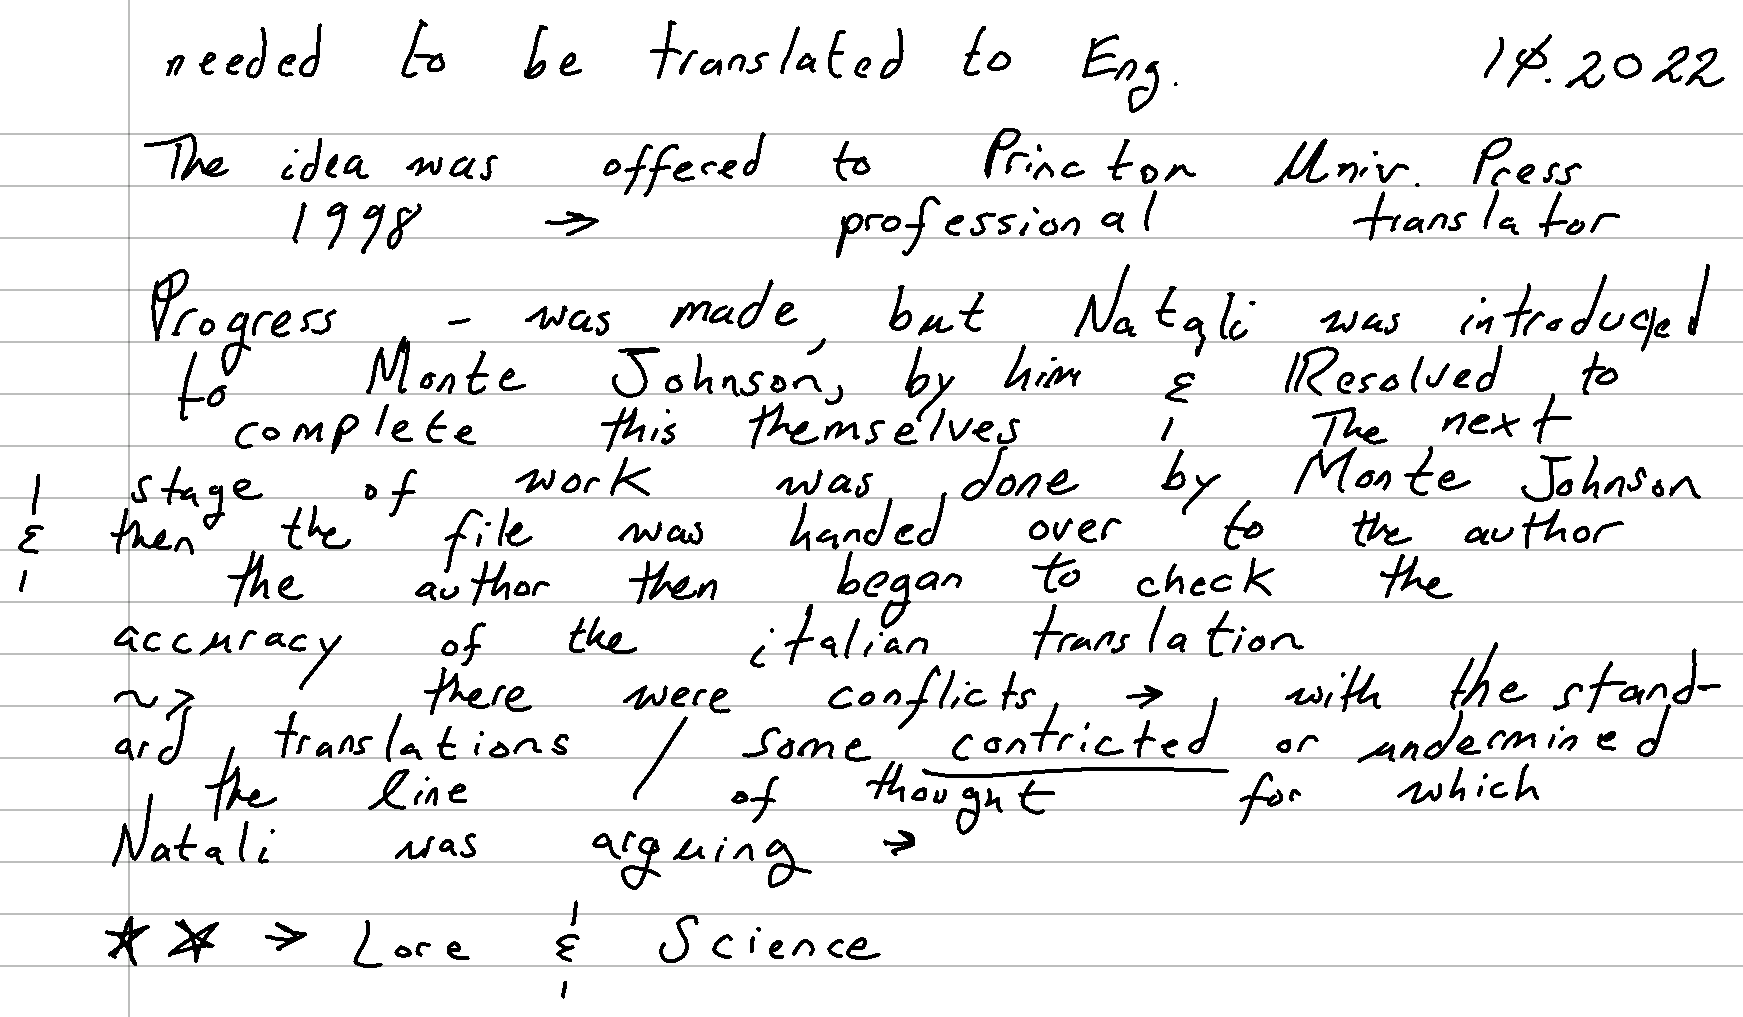 needed to be translated to Eng. 1Ø.2022
The idea was offered to Princton Univ. Press
1998 → professional translator
Progress - was made, but Natali was introduced
to Monte Johnson, by him & Resolved to
complete this themselves The next
stage of work was done by Monte Johnson
& then the file was handed over to the author
the author then began to check the
accuracy of the italian translation
~> there were conflicts → with the stand-
ard translations / some contricted or undermined
the line of thought for which
Natali was arguing →
☆☆ → Lore & Science